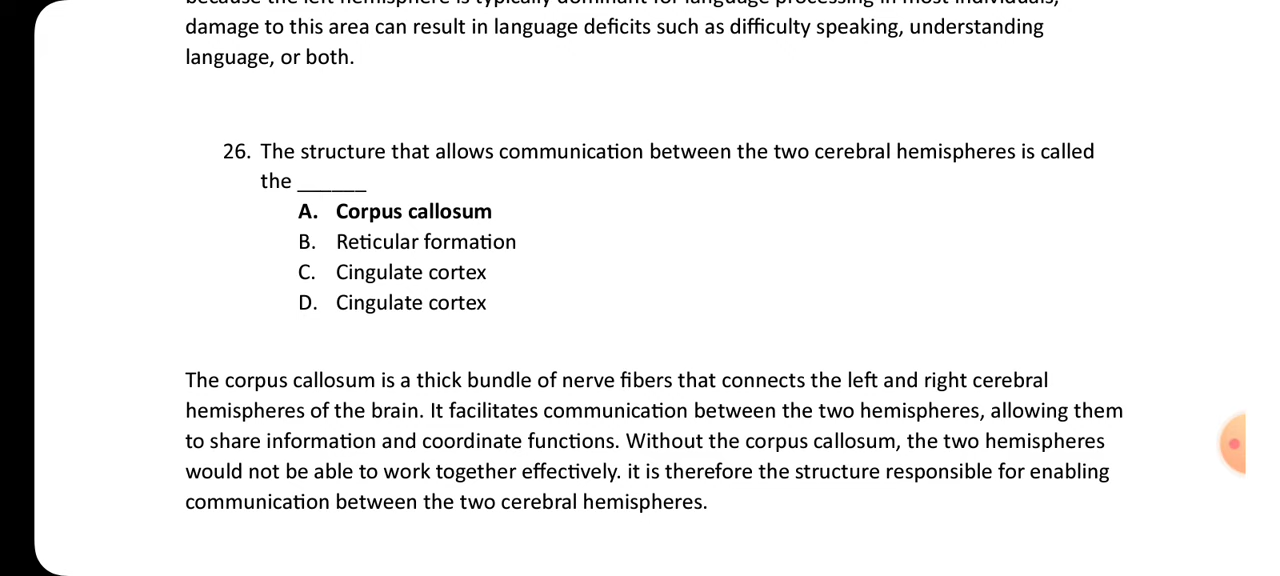 damage to this area can result in language deficits such as difficulty speaking, understanding
language, or both.
26. The structure that allows communication between the two cerebral hemispheres is called
the ______
A. Corpus callosum
B. Reticular formation
C. Cingulate cortex
D. Cingulate cortex
The corpus callosum is a thick bundle of nerve fibers that connects the left and right cerebral
hemispheres of the brain. It facilitates communication between the two hemispheres, allowing them
to share information and coordinate functions. Without the corpus callosum, the two hemispheres
would not be able to work together effectively. it is therefore the structure responsible for enabling
communication between the two cerebral hemispheres.